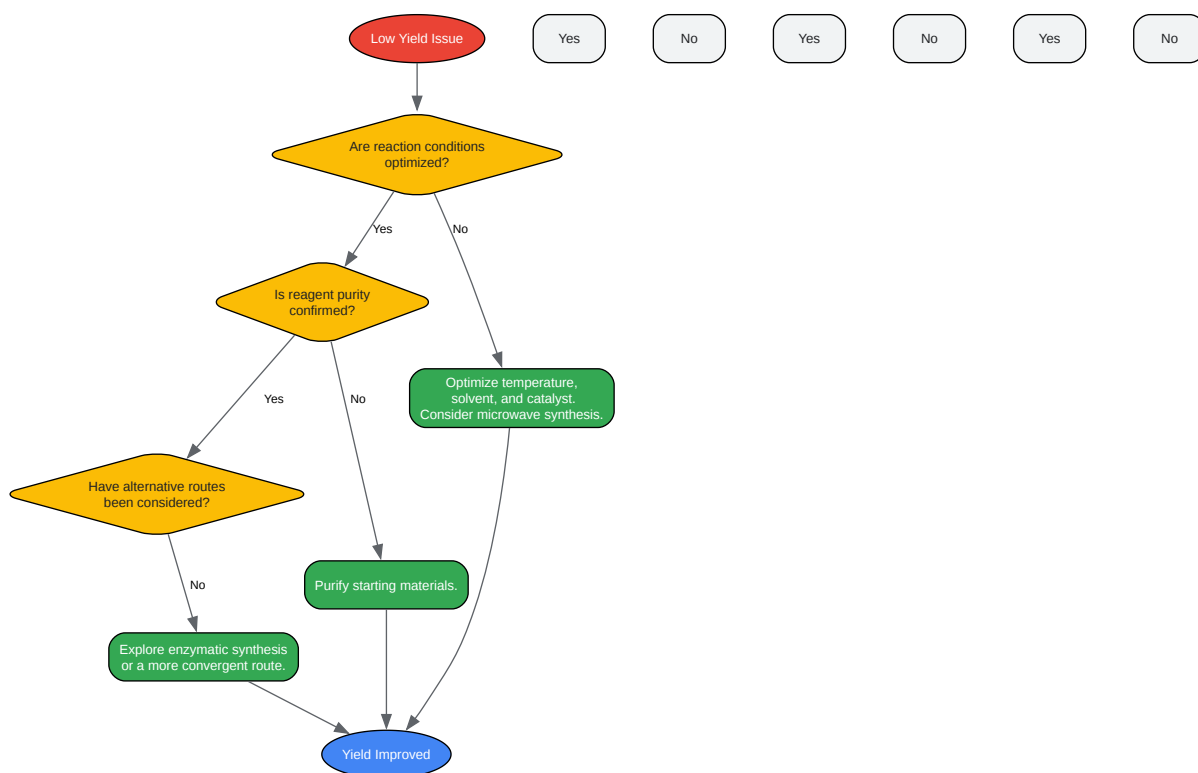 Low Yield Issue
Yes
No
Yes
No
Yes
No
Are reaction conditions
optimized?
Yes
No
Is reagent purity
confirmed?
Optimize temperature,
solvent, and catalyst.
Consider microwave synthesis.
Yes
No
Have alternative routes
been considered?
No
Purify starting materials.
Explore enzymatic synthesis
or a more convergent route.
Yield Improved